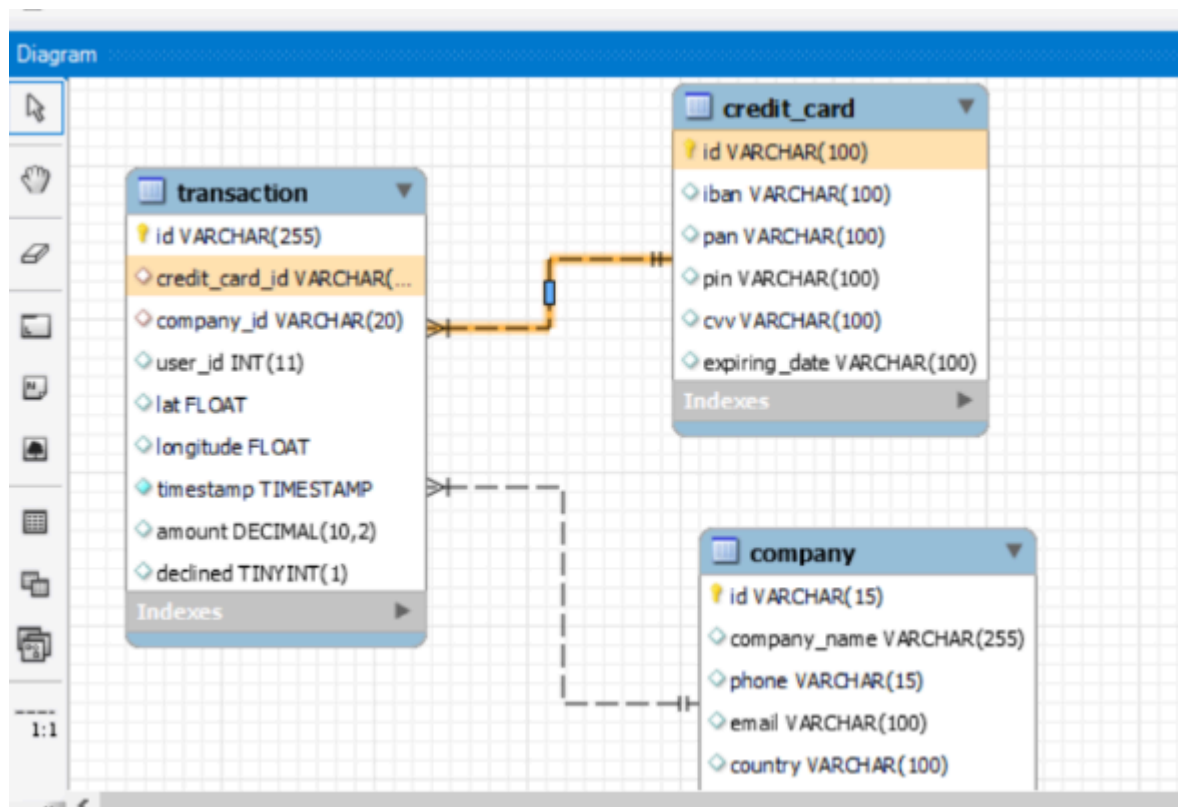 Diagram
transaction
id VARCHAR(255)
credit_card_id VARCHAR(...
company_id VARCHAR(20)
user_id INT(11)
lat FLOAT
longitude FLOAT
timestamp TIMESTAMP
amount DECIMAL(10,2)
declined TINYINT(1)
Indexes
credit_card
id VARCHAR(100)
iban VARCHAR(100)
pan VARCHAR(100)
pin VARCHAR(100)
cvv VARCHAR(100)
expiring_date VARCHAR(100)
Indexes
company
id VARCHAR(15)
company_name VARCHAR(255)
phone VARCHAR(15)
email VARCHAR(100)
country VARCHAR(100)
1:1